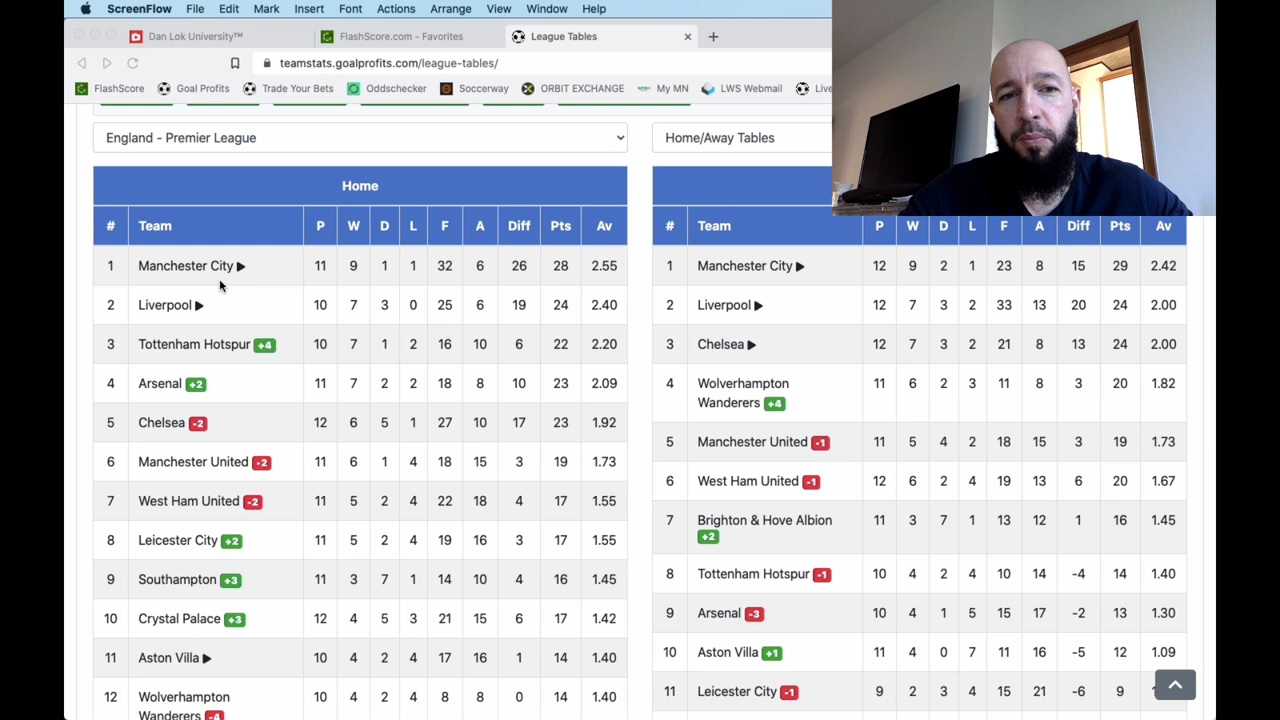 ScreenFlow File Edit Mark Insert Font Actions Arrange View Window Help
Dan Lok University™ FlashScore.com - Favorites League Tables
teamstats.goalprofits.com/league-tables/
FlashScore Goal Profits Trade Your Bets Oddschecker Soccerway ORBIT EXCHANGE My MN LWS Webmail
England - Premier League Home/Away Tables
Home
# Team P W D L F A Diff Pts Av
1 Manchester City 11 9 1 1 32 6 26 28 2.55
2 Liverpool 10 7 3 0 25 6 19 24 2.40
3 Tottenham Hotspur +4 10 7 1 2 16 10 6 22 2.20
4 Arsenal +2 11 7 2 2 18 8 10 23 2.09
5 Chelsea -2 12 6 5 1 27 10 17 23 1.92
6 Manchester United -2 11 6 1 4 18 15 3 19 1.73
7 West Ham United -2 11 5 2 4 22 18 4 17 1.55
8 Leicester City +2 11 5 2 4 19 16 3 17 1.55
9 Southampton +3 11 3 7 1 14 10 4 16 1.45
10 Crystal Palace +3 12 4 5 3 21 15 6 17 1.42
11 Aston Villa 10 4 2 4 17 16 1 14 1.40
12 Wolverhampton 10 4 2 4 8 8 0 14 1.40
Wanderers -4
# Team P W D L F A Diff Pts Av
1 Manchester City 12 9 2 1 23 8 15 29 2.42
2 Liverpool 12 7 3 2 33 13 20 24 2.00
3 Chelsea 12 7 3 2 21 8 13 24 2.00
4 Wolverhampton 11 6 2 3 11 8 3 20 1.82
Wanderers +4
5 Manchester United -1 11 5 4 2 18 15 3 19 1.73
6 West Ham United -1 12 6 2 4 19 13 6 20 1.67
7 Brighton & Hove Albion 11 3 7 1 13 12 1 16 1.45
+2
8 Tottenham Hotspur -1 10 4 2 4 10 14 -4 14 1.40
9 Arsenal -3 10 4 1 5 15 17 -2 13 1.30
10 Aston Villa +1 11 4 0 7 11 16 -5 12 1.09
11 Leicester City -1 9 2 3 4 15 21 -6 9